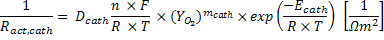 1/R_act,cath = D_cath n × F/R × T × (Y_O₂)^m_cath × exp(−E_cath/R × T) [1/Ωm²]